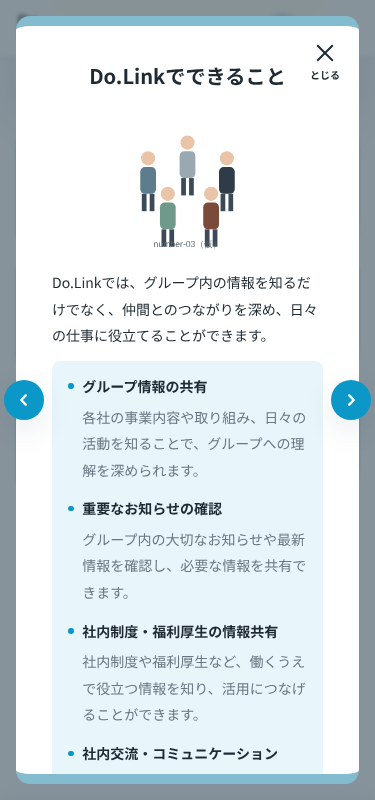 Do.Linkでできること
とじる
Do.Linkでは、グループ内の情報を知るだ
けでなく、仲間とのつながりを深め、日々
の仕事に役立てることができます。
グループ情報の共有
各社の事業内容や取り組み、日々の
活動を知ることで、グループへの理
解を深められます。
重要なお知らせの確認
グループ内の大切なお知らせや最新
情報を確認し、必要な情報を共有で
きます。
社内制度・福利厚生の情報共有
社内制度や福利厚生など、働くうえ
で役立つ情報を知り、活用につなげ
ることができます。
社内交流・コミュニケーション